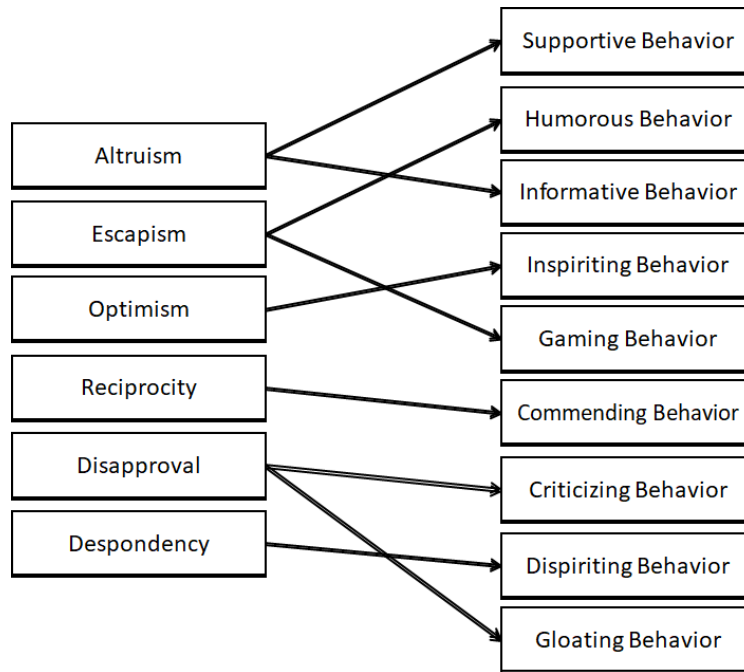 Altruism
Escapism
Optimism
Reciprocity
Disapproval
Despondency
Supportive Behavior
Humorous Behavior
Informative Behavior
Inspiriting Behavior
Gaming Behavior
Commending Behavior
Criticizing Behavior
Dispiriting Behavior
Gloating Behavior